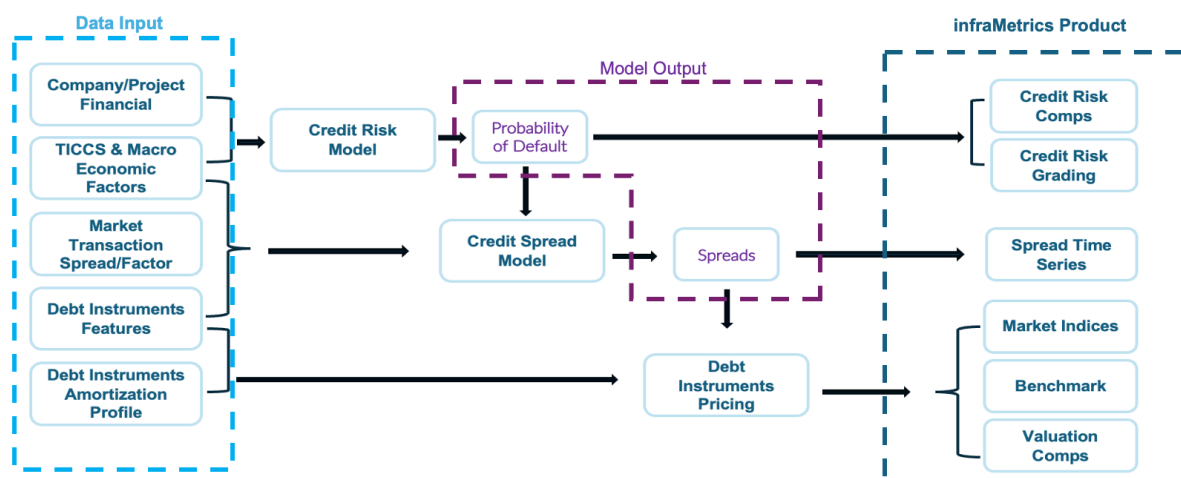 Data Input
infraMetrics Product
Model Output
Company/Project
Financial
TICCS & Macro
Economic
Factors
Market
Transaction
Spread/Factor
Debt Instruments
Features
Debt Instruments
Amortization
Profile
Credit Risk
Model
Probability
of Default
Credit Spread
Model
Spreads
Debt
Instruments
Pricing
Credit Risk
Comps
Credit Risk
Grading
Spread Time
Series
Market Indices
Benchmark
Valuation
Comps